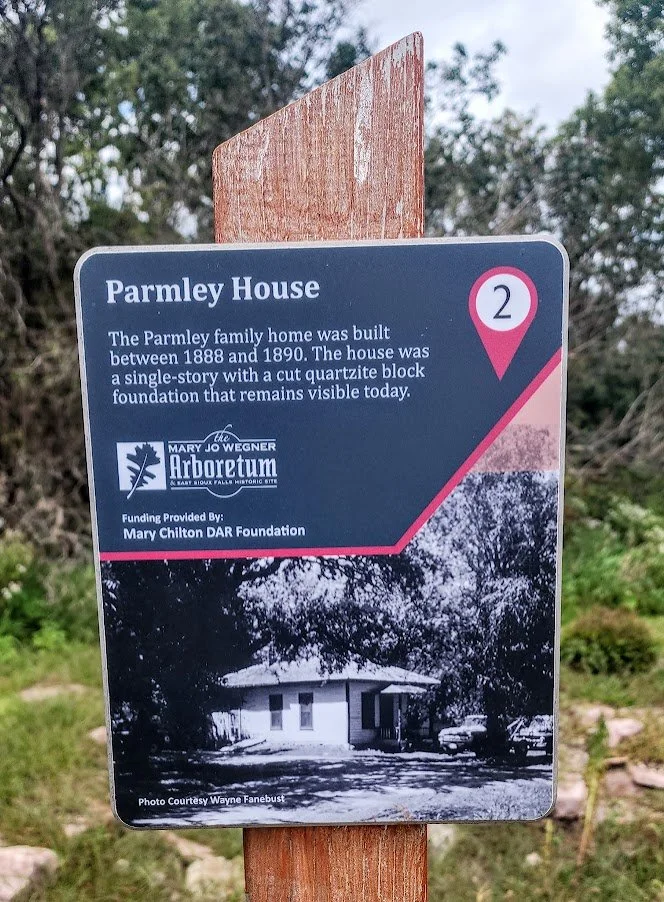 Parmley House
2
The Parmley family home was built
between 1888 and 1890. The house was
a single-story with a cut quartzite block
foundation that remains visible today.
the
MARY JO WEGNER
Arboretum
& EAST SIOUX FALLS HISTORIC SITE
Funding Provided By:
Mary Chilton DAR Foundation
Photo Courtesy Wayne Fanebust